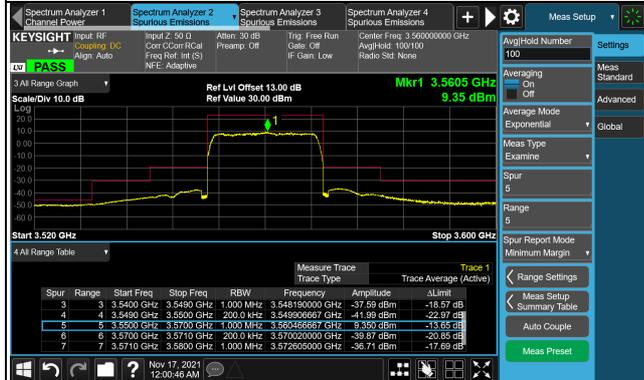 Spectrum Analyzer 1
Channel Power
Spectrum Analyzer 2
Spurious Emissions
Spectrum Analyzer 3
Spurious Emissions
Spectrum Analyzer 4
Spurious Emissions
+
Meas Setup
KEYSIGHT
Input: RF
Coupling: DC
Align: Auto
Input Z: 50 Ω
Corr CCorr RCal
Freq Ref: Int (S)
NFE: Adaptive
Atten: 30 dB
Preamp: Off
Trig: Free Run
Gate: Off
IF Gain: Low
Center Freq: 3.560000000 GHz
Avg|Hold: 100/100
Radio Std: None
LXI PASS
3 All Range Graph
Scale/Div 10.0 dB
Ref Lvl Offset 13.00 dB
Ref Value 30.00 dBm
Mkr1 3.5605 GHz
9.35 dBm
Log
20.0
10.0
0.00
-10.0
-20.0
-30.0
-40.0
-50.0
-60.0
1
Start 3.520 GHz
Stop 3.600 GHz
4 All Range Table
Measure Trace Trace 1
Trace Type Trace Average (Active)
Spur Range Start Freq Stop Freq RBW Frequency Amplitude ΔLimit
3 3 3.5400 GHz 3.5490 GHz 1.000 MHz 3.548190000 GHz -37.59 dBm -18.57 dB
4 4 3.5490 GHz 3.5500 GHz 200.0 kHz 3.549906667 GHz -41.99 dBm -22.97 dB
5 5 3.5500 GHz 3.5700 GHz 1.000 MHz 3.560466667 GHz 9.350 dBm -13.65 dB
6 6 3.5700 GHz 3.5710 GHz 200.0 kHz 3.570020000 GHz -39.87 dBm -20.85 dB
7 7 3.5710 GHz 3.5800 GHz 1.000 MHz 3.572605000 GHz -36.71 dBm -17.69 dB
Avg|Hold Number
100
Averaging
On
Off
Average Mode
Exponential
Meas Type
Examine
Spur
5
Range
5
Spur Report Mode
Minimum Margin
Range Settings
Meas Setup
Summary Table
Auto Couple
Meas Preset
Settings
Meas
Standard
Advanced
Global
?
Nov 17, 2021
12:00:46 AM